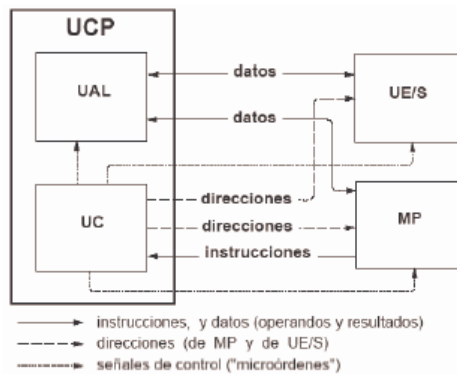 UCP
UAL
datos
UE/S
datos
direcciones
UC
direcciones
MP
instrucciones
instrucciones, y datos (operandos y resultados)
direcciones (de MP y de UE/S)
señales de control ("microórdenes")